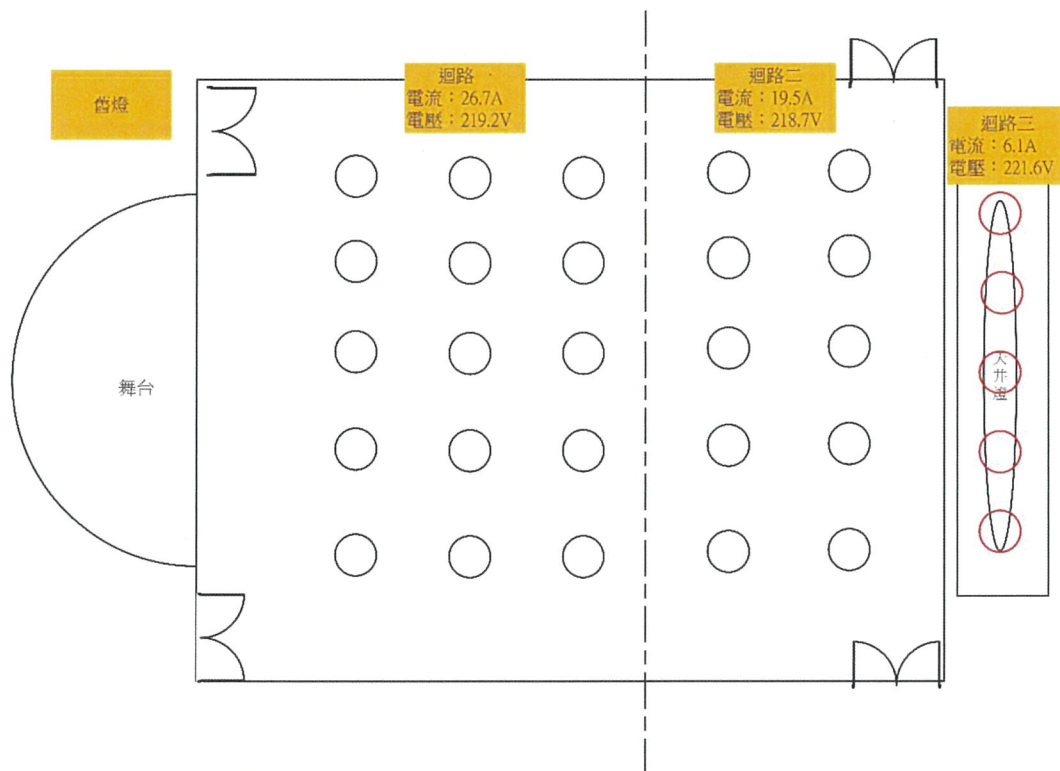 舊燈
迴路一
電流：26.7A
電壓：219.2V
迴路二
電流：19.5A
電壓：218.7V
迴路三
電流：6.1A
電壓：221.6V
舞台
天井燈